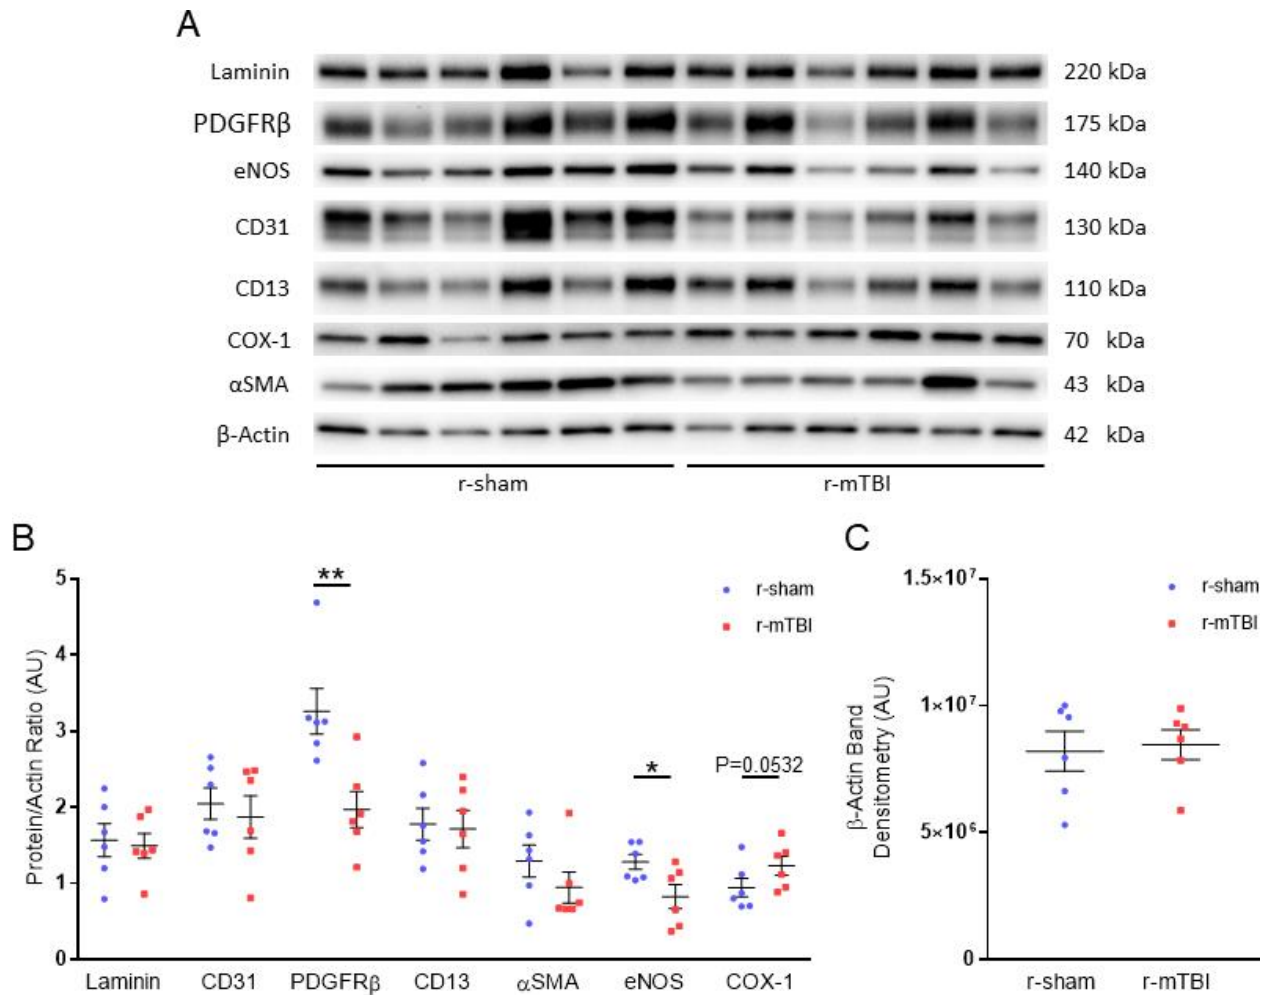 A
Laminin 220 kDa
PDGFRβ 175 kDa
eNOS 140 kDa
CD31 130 kDa
CD13 110 kDa
COX-1 70 kDa
αSMA 43 kDa
β-Actin 42 kDa
r-sham r-mTBI
B
Protein/Actin Ratio (AU)
5
4
3
2
1
0
**
*
P=0.0532
r-sham
r-mTBI
Laminin CD31 PDGFRβ CD13 αSMA eNOS COX-1
C
β-Actin Band
Densitometry (AU)
1.5×10⁷
1×10⁷
5×10⁶
0
r-sham
r-mTBI
r-sham r-mTBI